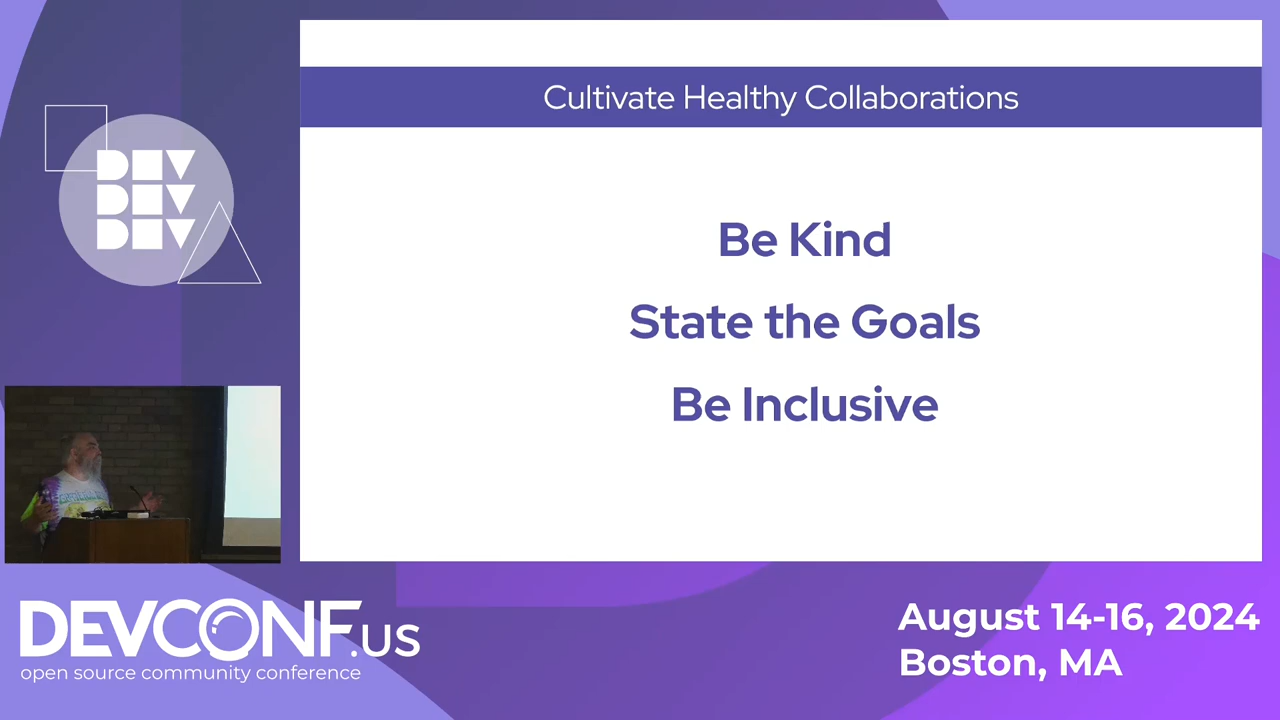 Cultivate Healthy Collaborations
DEV
DEV
DEV
Be Kind
State the Goals
Be Inclusive
DEVCONF.US
open source community conference
August 14-16, 2024
Boston, MA